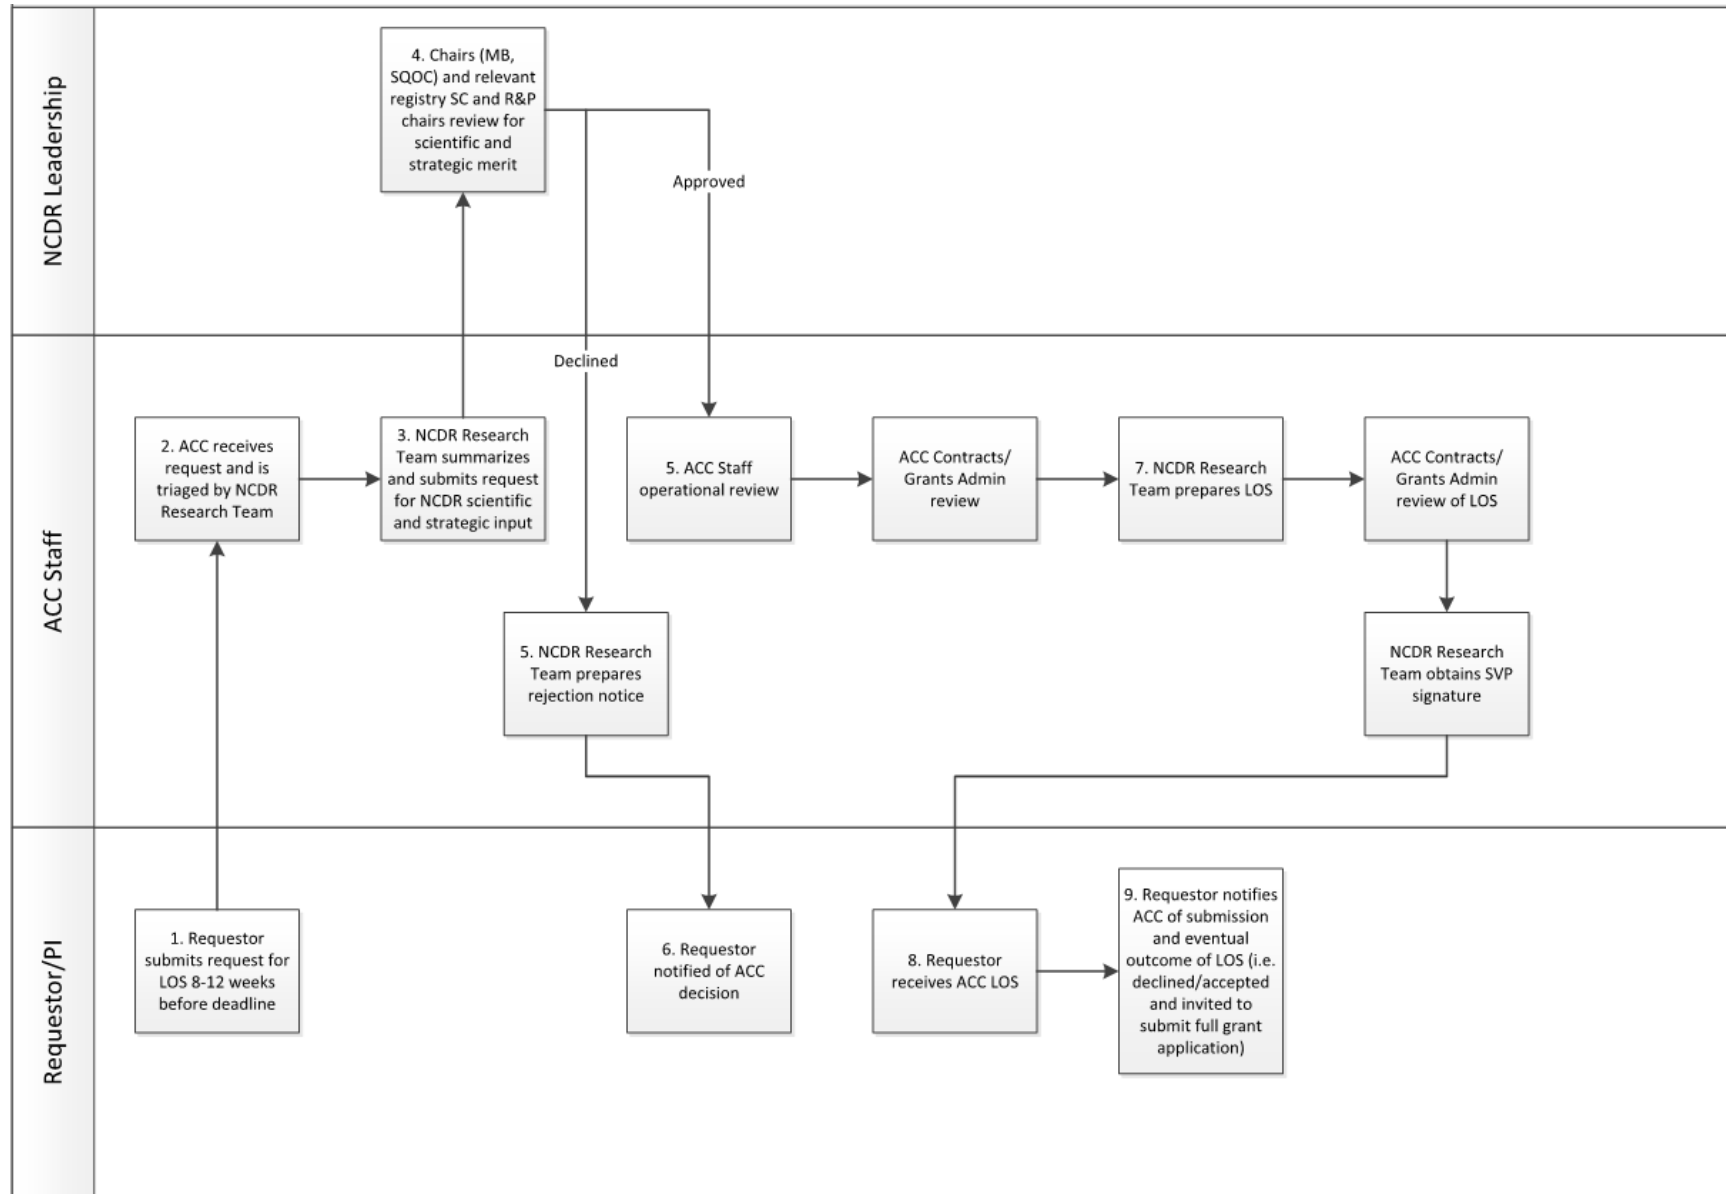 NCDR Leadership
4. Chairs (MB,
SQOC) and relevant
registry SC and R&P
chairs review for
scientific and
strategic merit
Approved
Declined
ACC Staff
2. ACC receives
request and is
triaged by NCDR
Research Team
3. NCDR Research
Team summarizes
and submits request
for NCDR scientific
and strategic input
5. ACC Staff
operational review
ACC Contracts/
Grants Admin
review
7. NCDR Research
Team prepares LOS
ACC Contracts/
Grants Admin
review of LOS
5. NCDR Research
Team prepares
rejection notice
NCDR Research
Team obtains SVP
signature
Requestor/PI
1. Requestor
submits request for
LOS 8-12 weeks
before deadline
6. Requestor
notified of ACC
decision
8. Requestor
receives ACC LOS
9. Requestor notifies
ACC of submission
and eventual
outcome of LOS (i.e.
declined/accepted
and invited to
submit full grant
application)